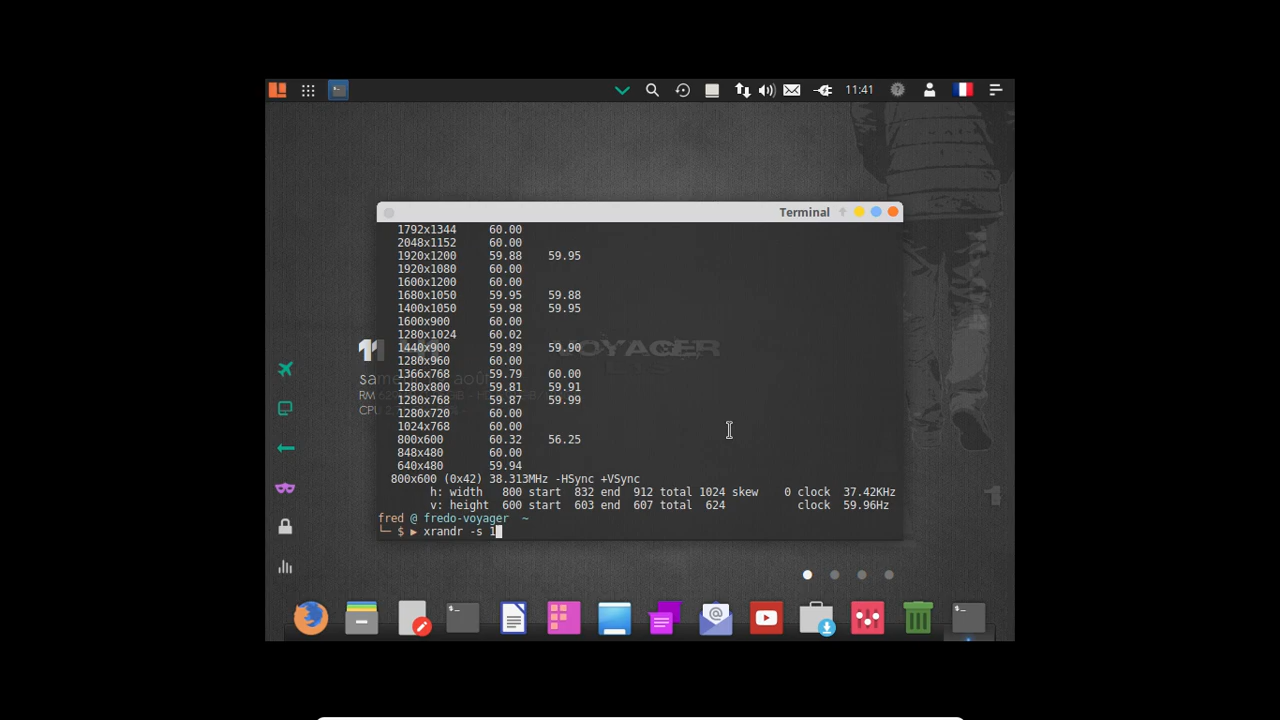 11:41
Terminal
1792x1344 60.00
2048x1152 60.00
1920x1200 59.88 59.95
1920x1080 60.00
1600x1200 60.00
1680x1050 59.95 59.88
1400x1050 59.98 59.95
1600x900 60.00
1280x1024 60.02
1440x900 59.89 59.90
1280x960 60.00
1366x768 59.79 60.00
1280x800 59.81 59.91
1280x768 59.87 59.99
1280x720 60.00
1024x768 60.00
800x600 60.32 56.25
848x480 60.00
640x480 59.94
800x600 (0x42) 38.313MHz -HSync +VSync
h: width 800 start 832 end 912 total 1024 skew 0 clock 37.42KHz
v: height 600 start 603 end 607 total 624 clock 59.96Hz
fred @ fredo-voyager ~
└─ $ ▶ xrandr -s 1
11
VOYAGER
août
RM
CPU